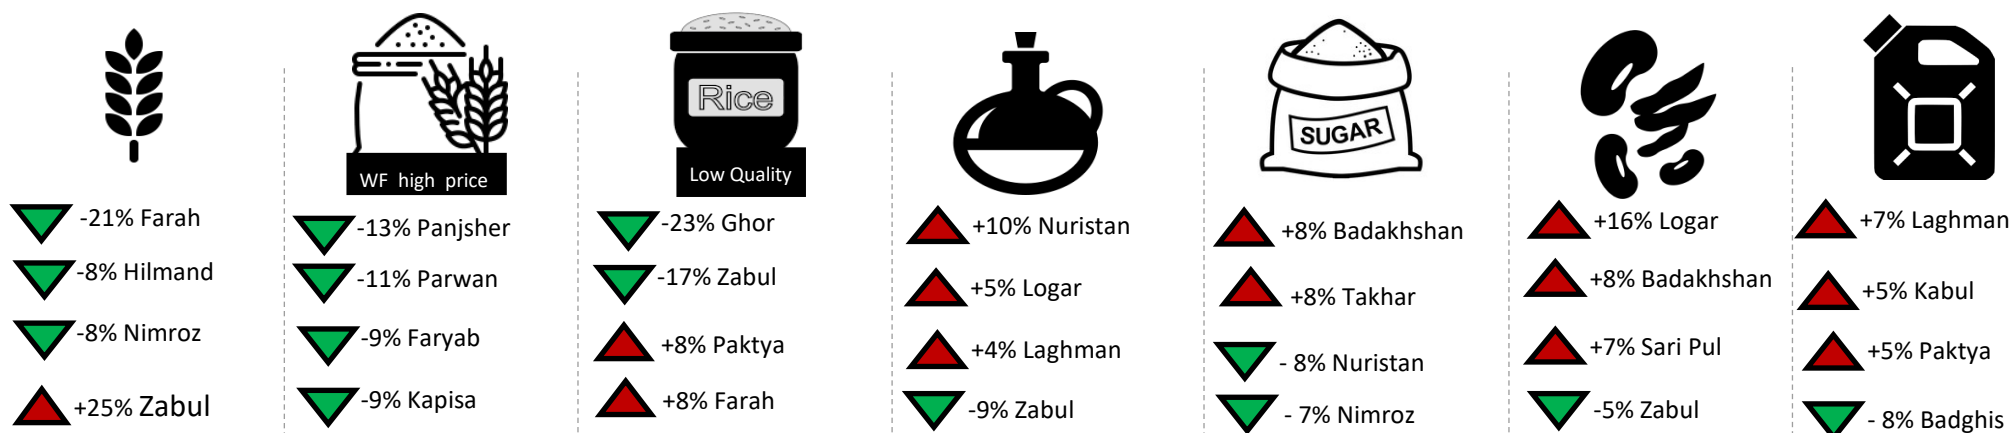 WF high price
Rice
Low Quality
SUGAR
-21% Farah
-8% Hilmand
-8% Nimroz
+25% Zabul
-13% Panjsher
-11% Parwan
-9% Faryab
-9% Kapisa
-23% Ghor
-17% Zabul
+8% Paktya
+8% Farah
+10% Nuristan
+5% Logar
+4% Laghman
-9% Zabul
+8% Badakhshan
+8% Takhar
- 8% Nuristan
- 7% Nimroz
+16% Logar
+8% Badakhshan
+7% Sari Pul
-5% Zabul
+7% Laghman
+5% Kabul
+5% Paktya
- 8% Badghis